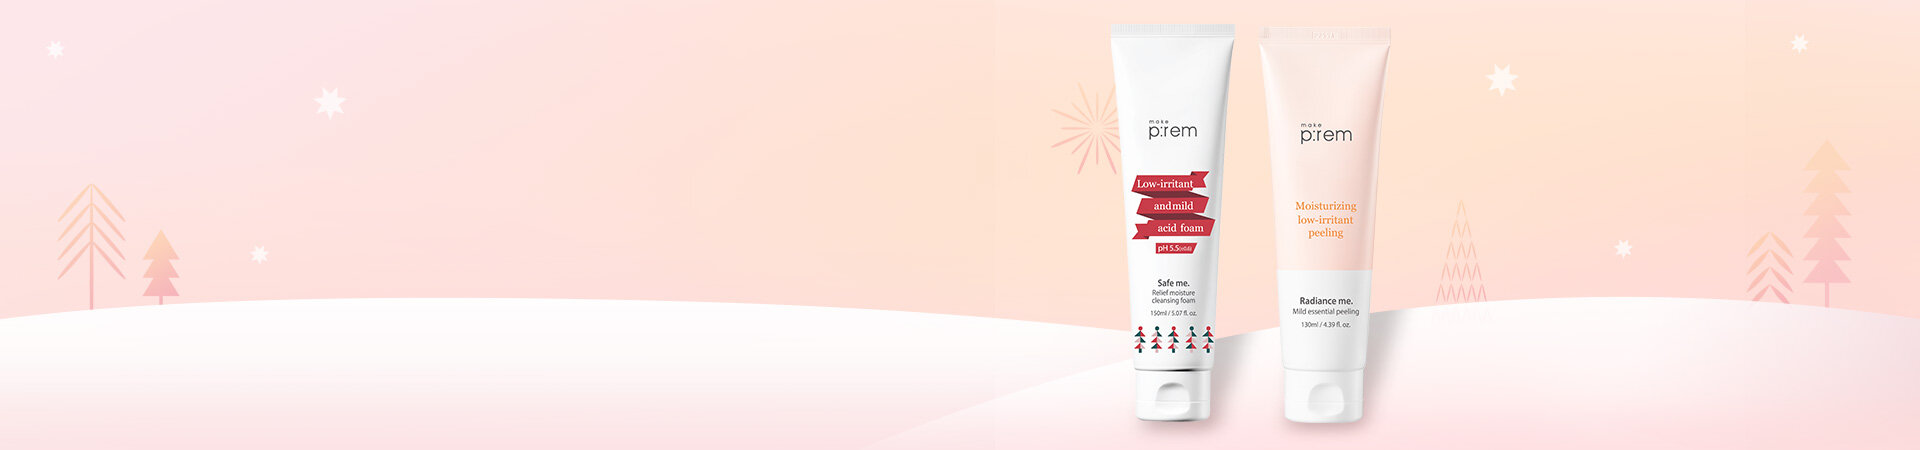 make
p:rem
Low-irritant
and mild
acid foam
pH 5.5(±0.6)
Safe me.
Relief moisture
cleansing foam
150ml / 5.07 fl. oz.
make
p:rem
Moisturizing
low-irritant
peeling
Radiance me.
Mild essential peeling
130ml / 4.39 fl. oz.